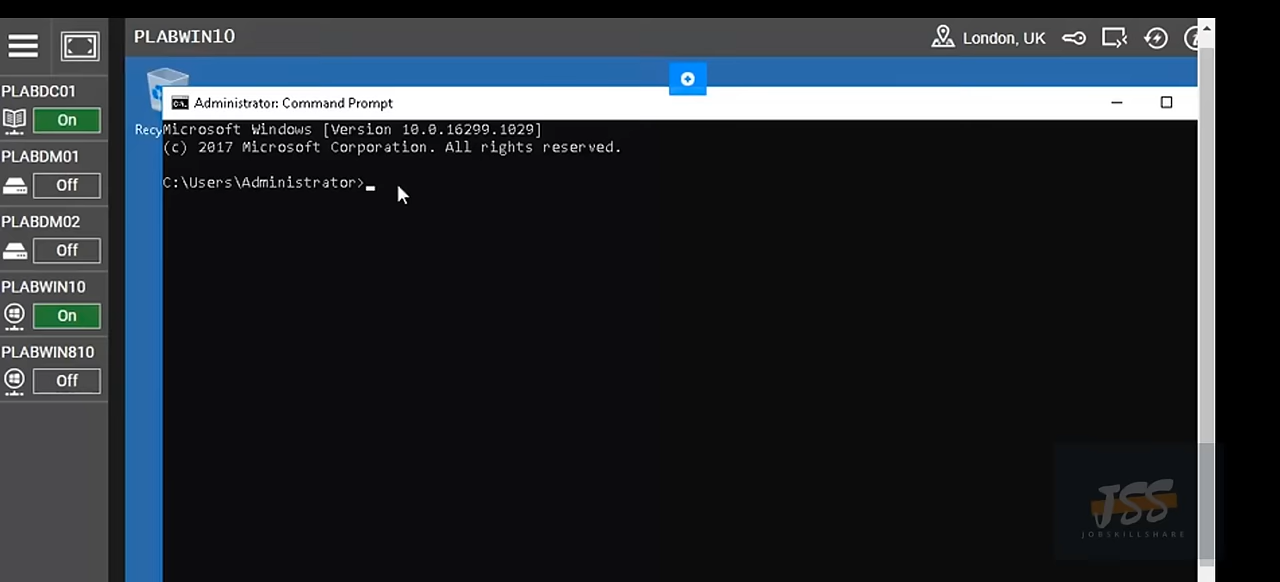 PLABWIN10
London, UK
PLABDC01
On
PLABDM01
Off
PLABDM02
Off
PLABWIN10
On
PLABWIN810
Off
Recy
Administrator: Command Prompt
Microsoft Windows [Version 10.0.16299.1029]
(c) 2017 Microsoft Corporation. All rights reserved.
C:\Users\Administrator>
JSS
JOBSKILLSHARE